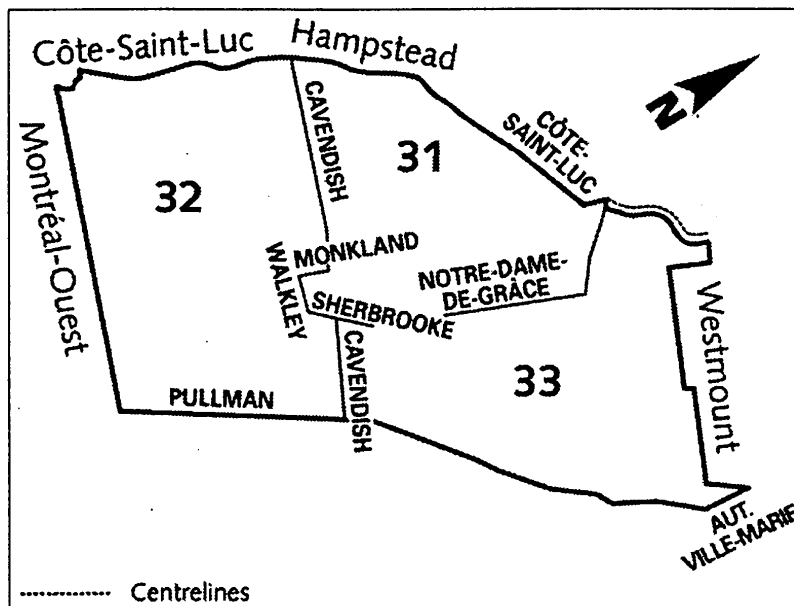 Côte-Saint-Luc
Hampstead
N
CAVENDISH
31
CÔTE-
SAINT-LUC
32
Montréal-Ouest
WALKLEY
MONKLAND
NOTRE-DAME-
DE-GRÂCE
SHERBROOKE
Westmount
CAVENDISH
33
PULLMAN
AUT.
VILLE-MARIE
Centrelines